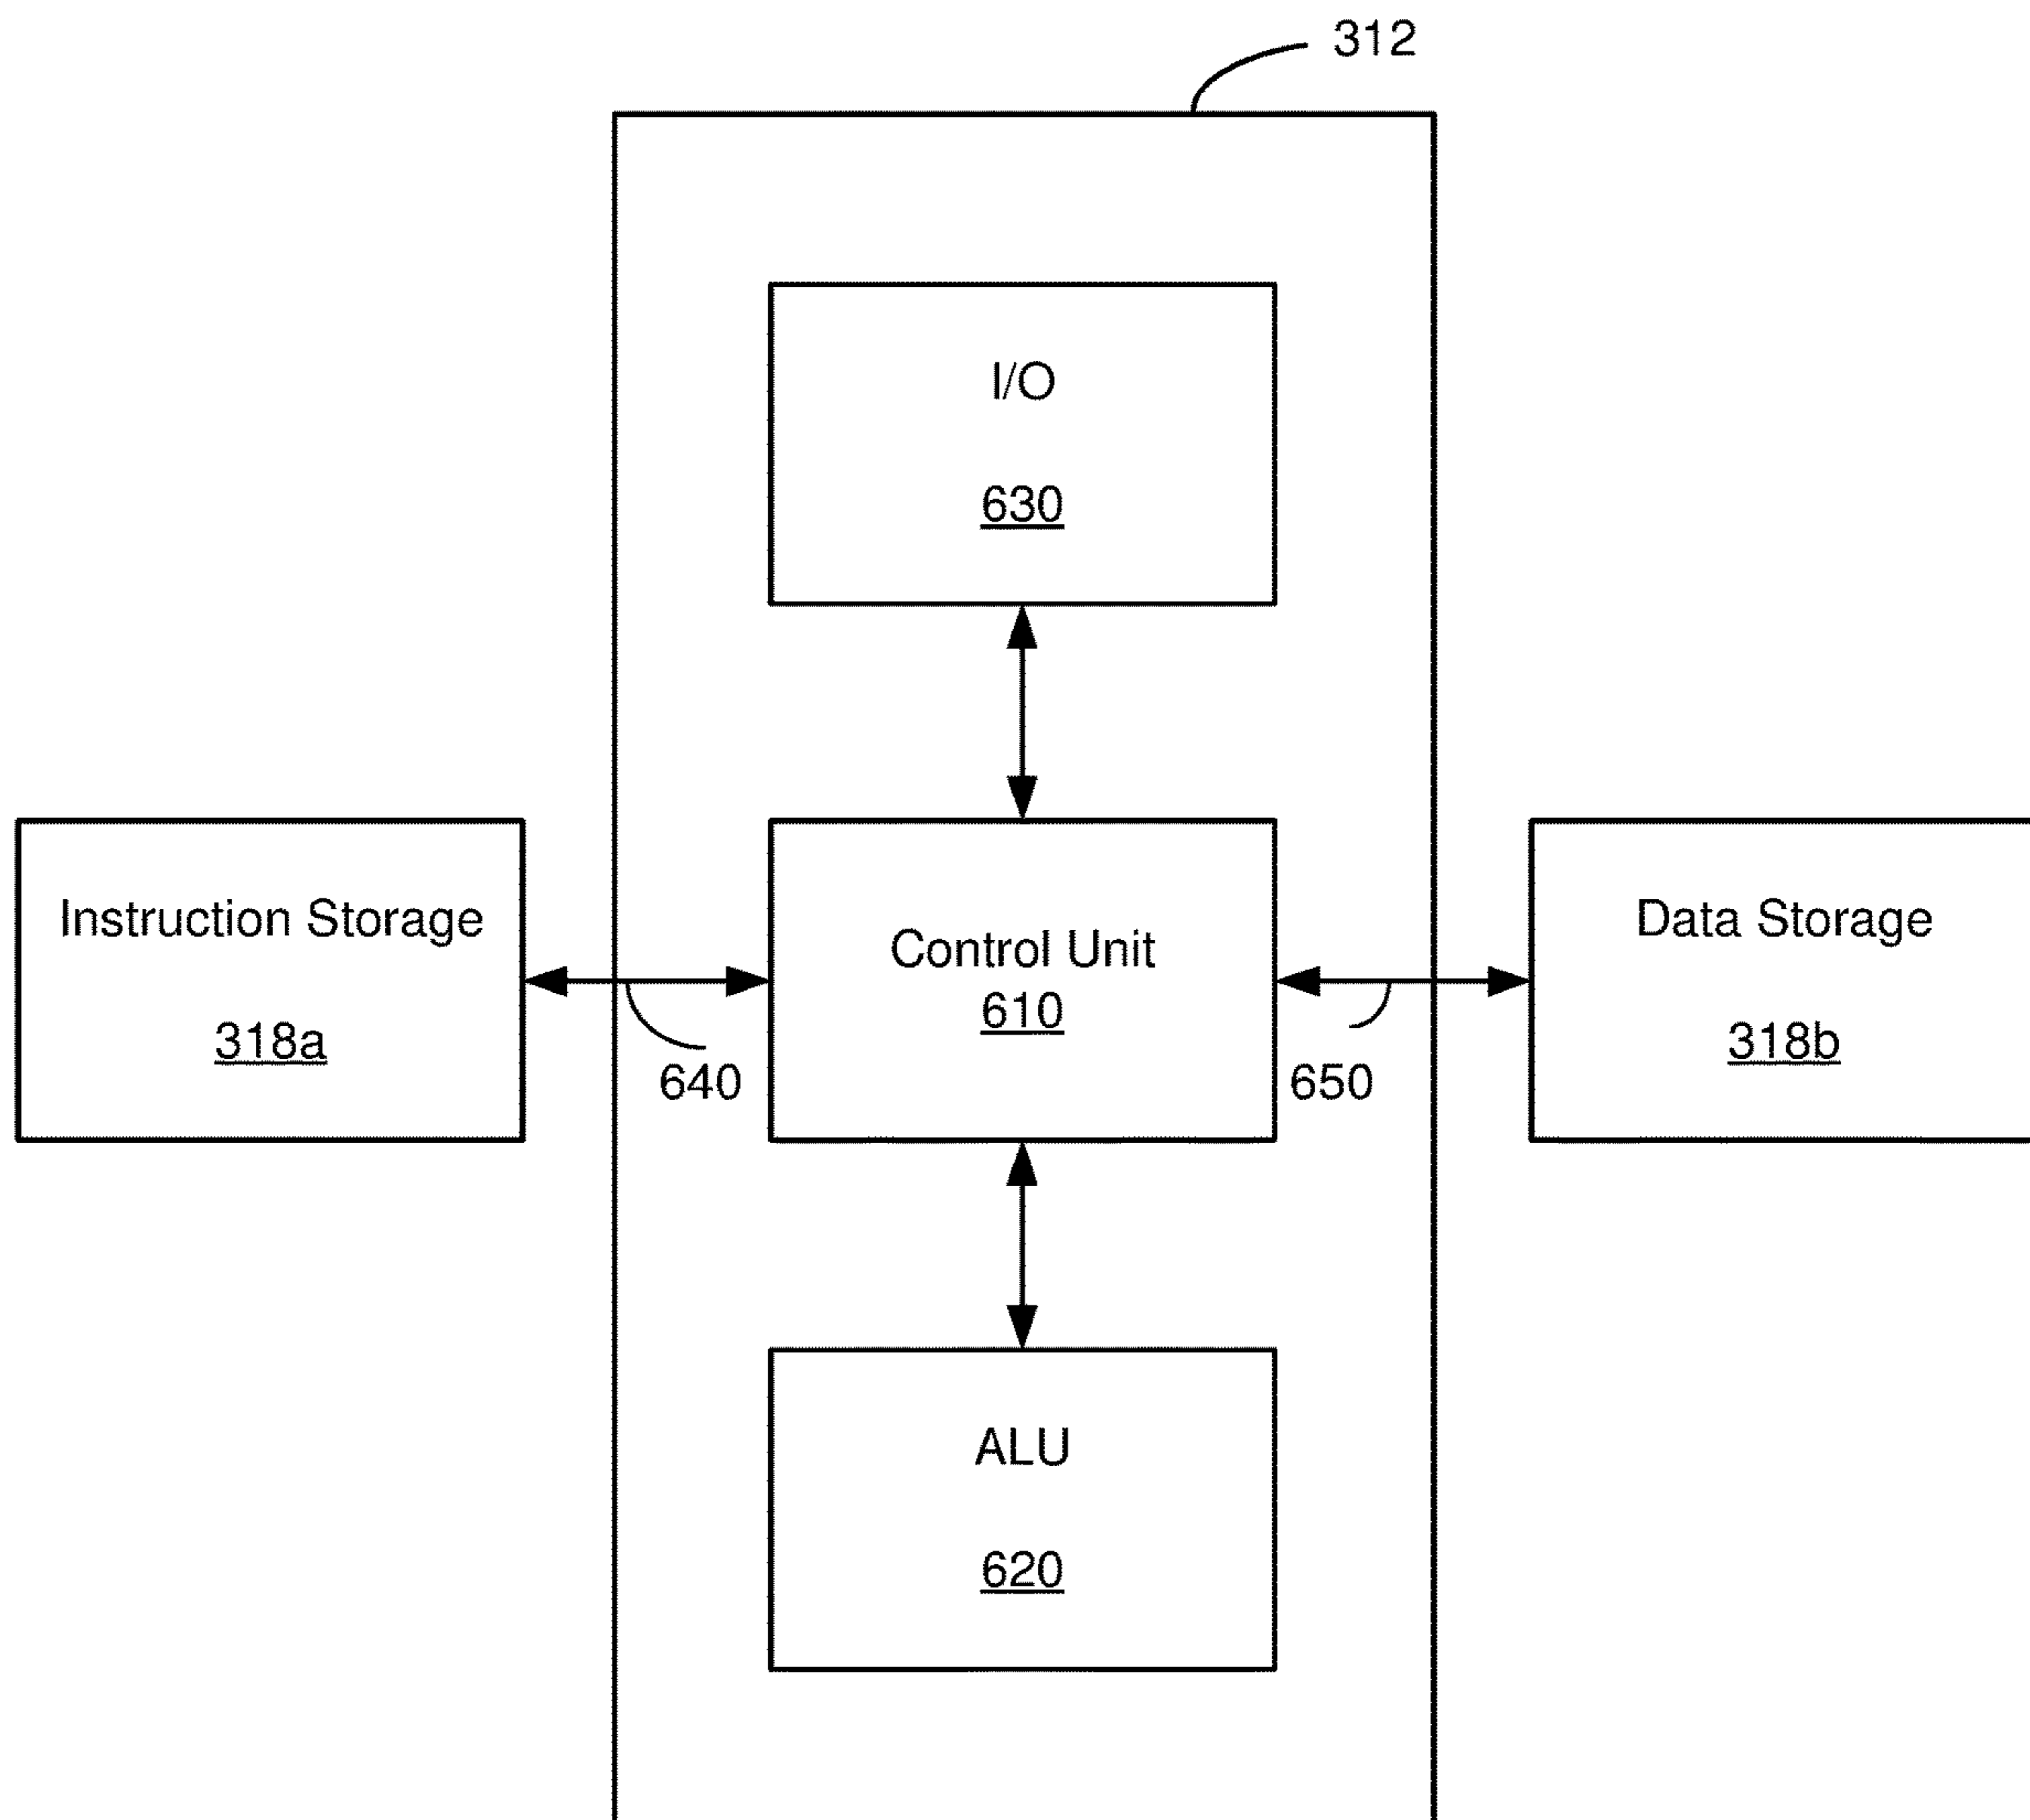 312
I/O
630
Instruction Storage
318a
Control Unit
610
Data Storage
318b
640
650
ALU
620